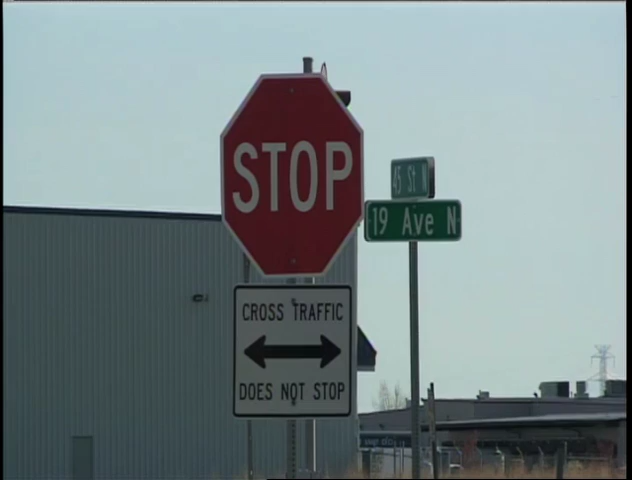 STOP
45 St N
19 Ave N
CROSS TRAFFIC
DOES NOT STOP